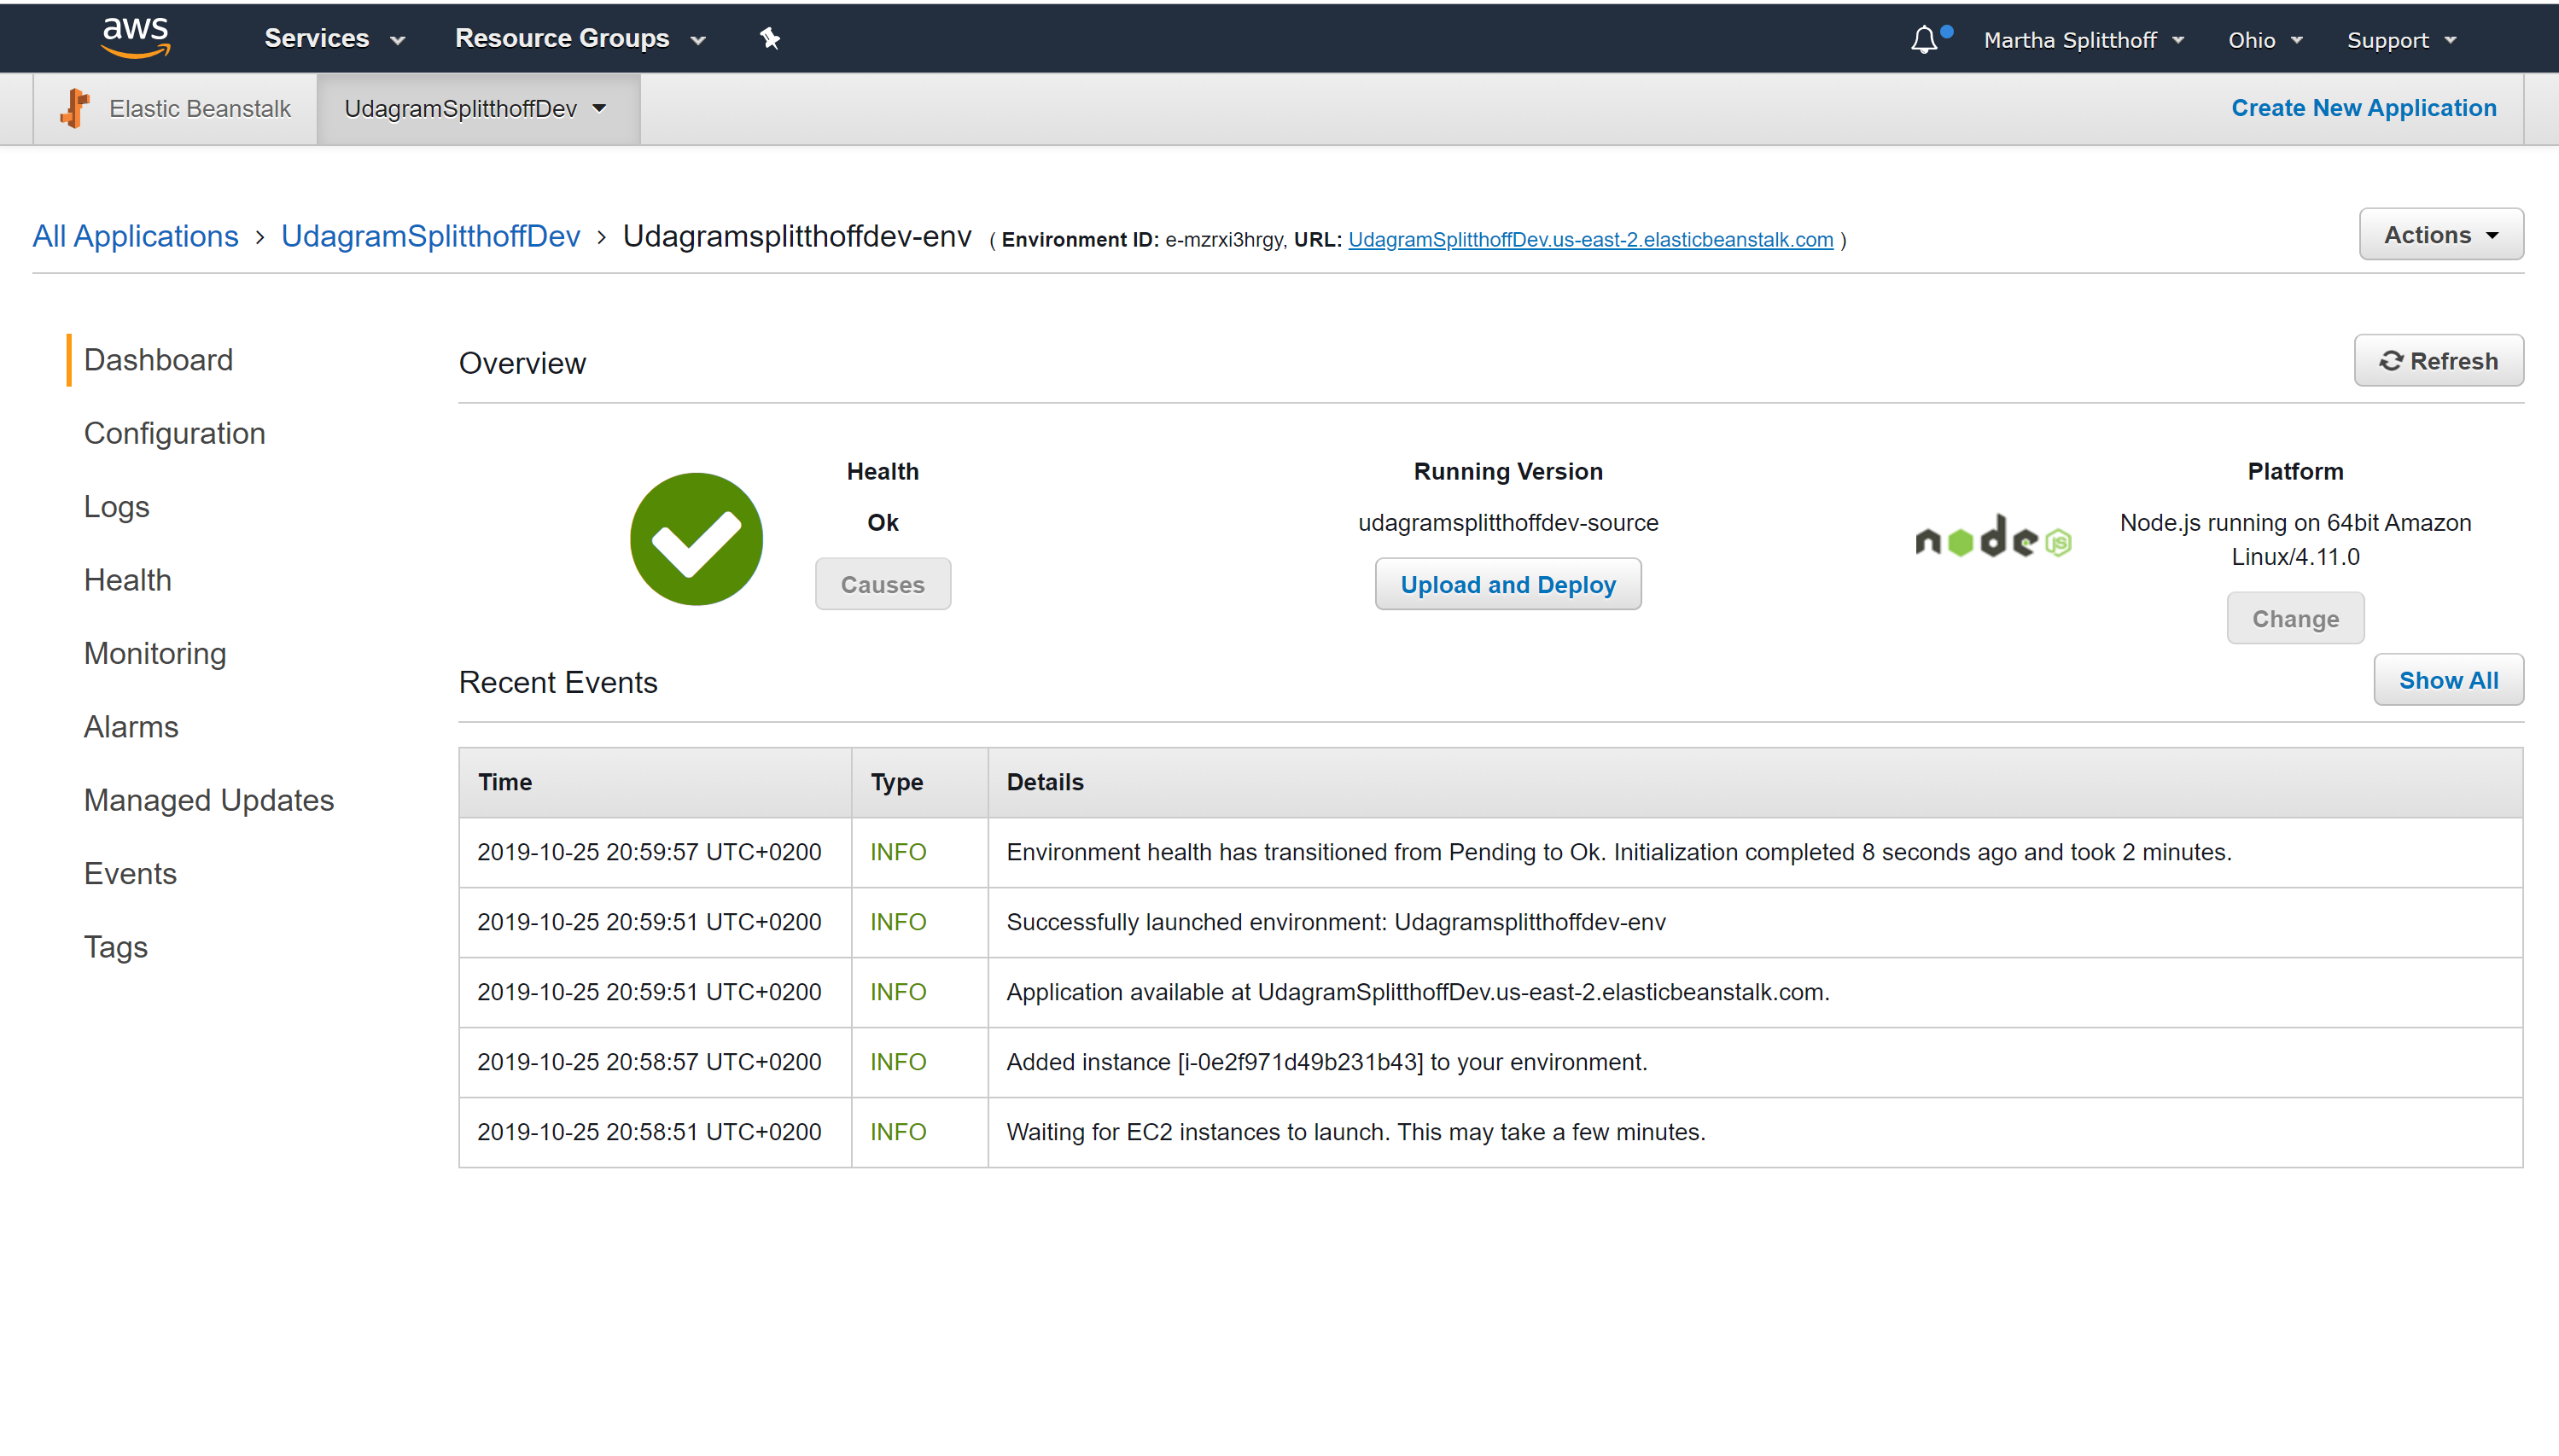 aws Services Resource Groups Martha Splitthoff Ohio Support
Elastic Beanstalk UdagramSplitthoffDev Create New Application
All Applications › UdagramSplitthoffDev › Udagramsplitthoffdev-env ( Environment ID: e-mzrxi3hrgy, URL: UdagramSplitthoffDev.us-east-2.elasticbeanstalk.com ) Actions
Dashboard
Configuration
Logs
Health
Monitoring
Alarms
Managed Updates
Events
Tags
Overview Refresh
Health
Ok
Causes
Running Version
udagramsplitthoffdev-source
Upload and Deploy
node JS
Platform
Node.js running on 64bit Amazon
Linux/4.11.0
Change
Recent Events Show All
Time Type Details
2019-10-25 20:59:57 UTC+0200 INFO Environment health has transitioned from Pending to Ok. Initialization completed 8 seconds ago and took 2 minutes.
2019-10-25 20:59:51 UTC+0200 INFO Successfully launched environment: Udagramsplitthoffdev-env
2019-10-25 20:59:51 UTC+0200 INFO Application available at UdagramSplitthoffDev.us-east-2.elasticbeanstalk.com.
2019-10-25 20:58:57 UTC+0200 INFO Added instance [i-0e2f971d49b231b43] to your environment.
2019-10-25 20:58:51 UTC+0200 INFO Waiting for EC2 instances to launch. This may take a few minutes.